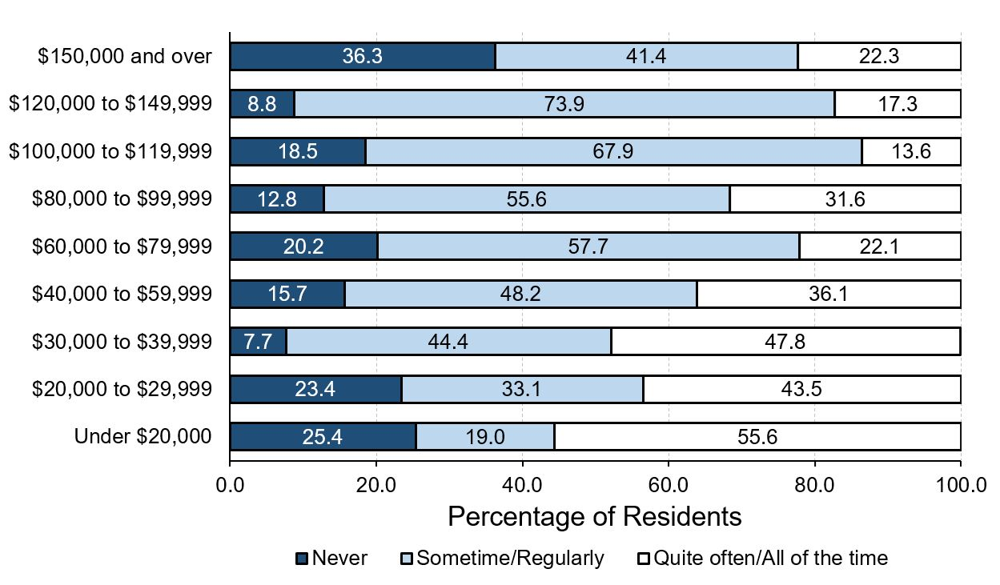 $150,000 and over 36.3 41.4 22.3
$120,000 to $149,999 8.8 73.9 17.3
$100,000 to $119,999 18.5 67.9 13.6
$80,000 to $99,999 12.8 55.6 31.6
$60,000 to $79,999 20.2 57.7 22.1
$40,000 to $59,999 15.7 48.2 36.1
$30,000 to $39,999 7.7 44.4 47.8
$20,000 to $29,999 23.4 33.1 43.5
Under $20,000 25.4 19.0 55.6
0.0 20.0 40.0 60.0 80.0 100.0
Percentage of Residents
Never Sometime/Regularly Quite often/All of the time